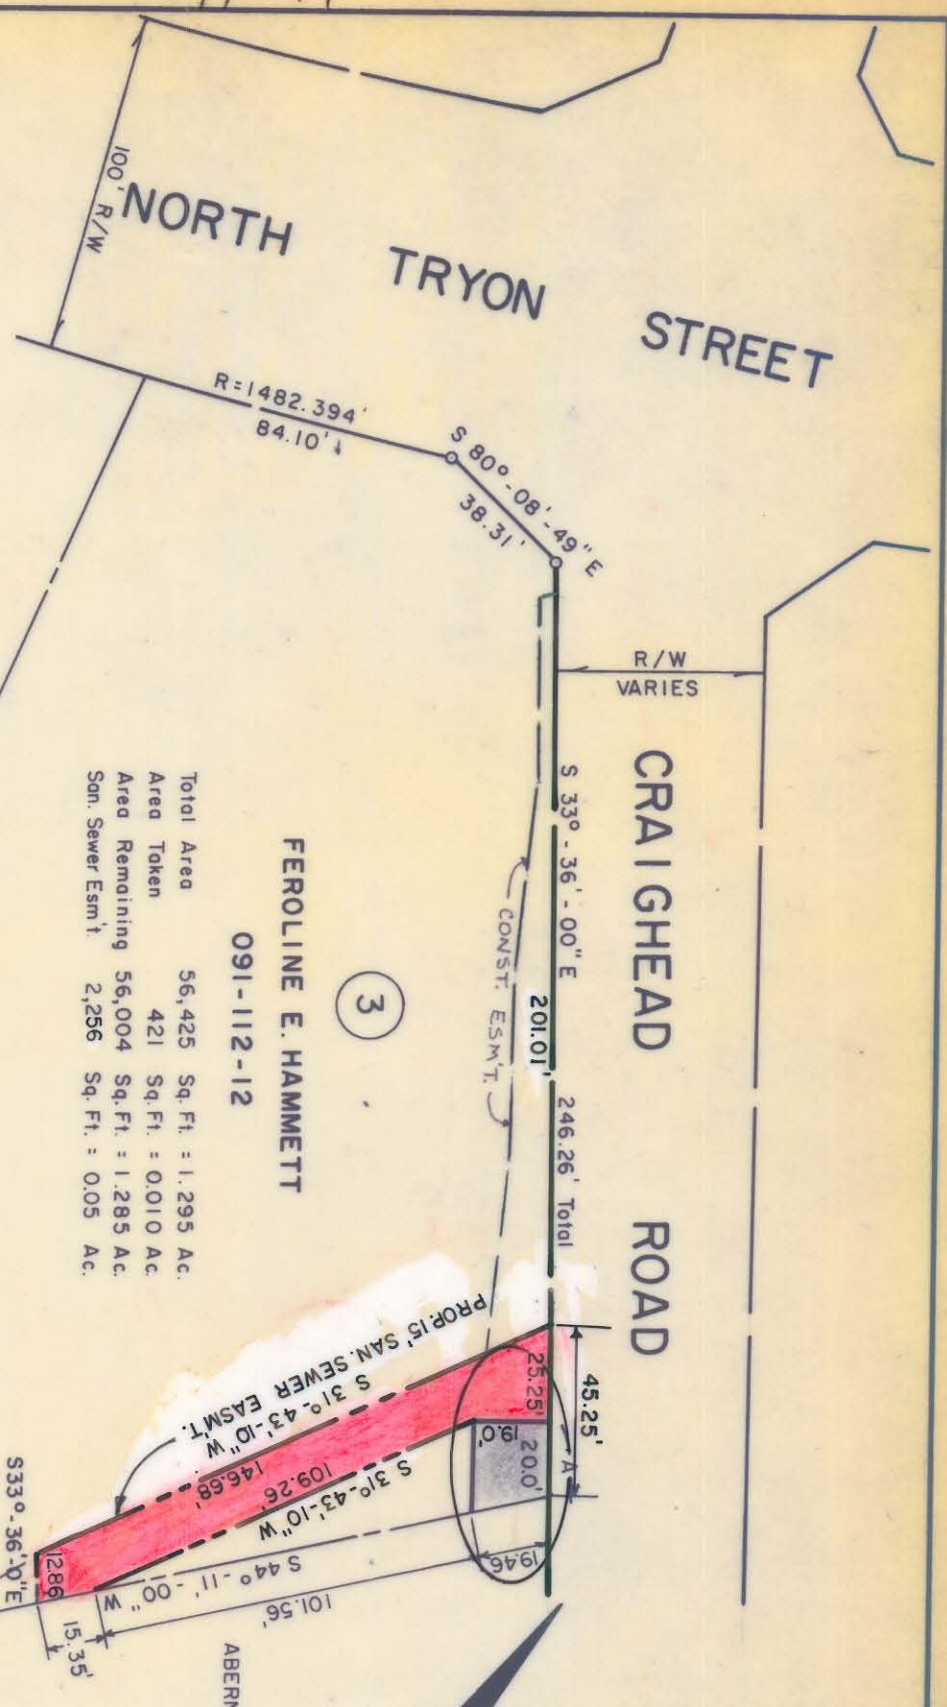 100' R/W
NORTH TRYON STREET
R=1482.394'
84.10'
S 80°-08'-49" E
38.31'
R/W
VARIES
CRAIGHEAD ROAD
S 33°-36'-00" E
201.01'
246.26' Total
CONST. ESM'T.
3
FEROLINE E. HAMMETT
091-112-12
Total Area 56,425 Sq. Ft. = 1.295 Ac.
Area Taken 421 Sq. Ft. = 0.010 Ac.
Area Remaining 56,004 Sq. Ft. = 1.285 Ac.
San. Sewer Esm't. 2,256 Sq. Ft. = 0.05 Ac.
45.25'
25.25'
19.0'
20.0'
A
19.46
PROP. 15' SAN. SEWER EASM'T.
S 31°-43'-10" W
146.68'
109.26'
S 31°-43'-10" W
S 44°-11'-00" W
101.56'
12.86
15.35'
S33°-36'-0"E
ABERN